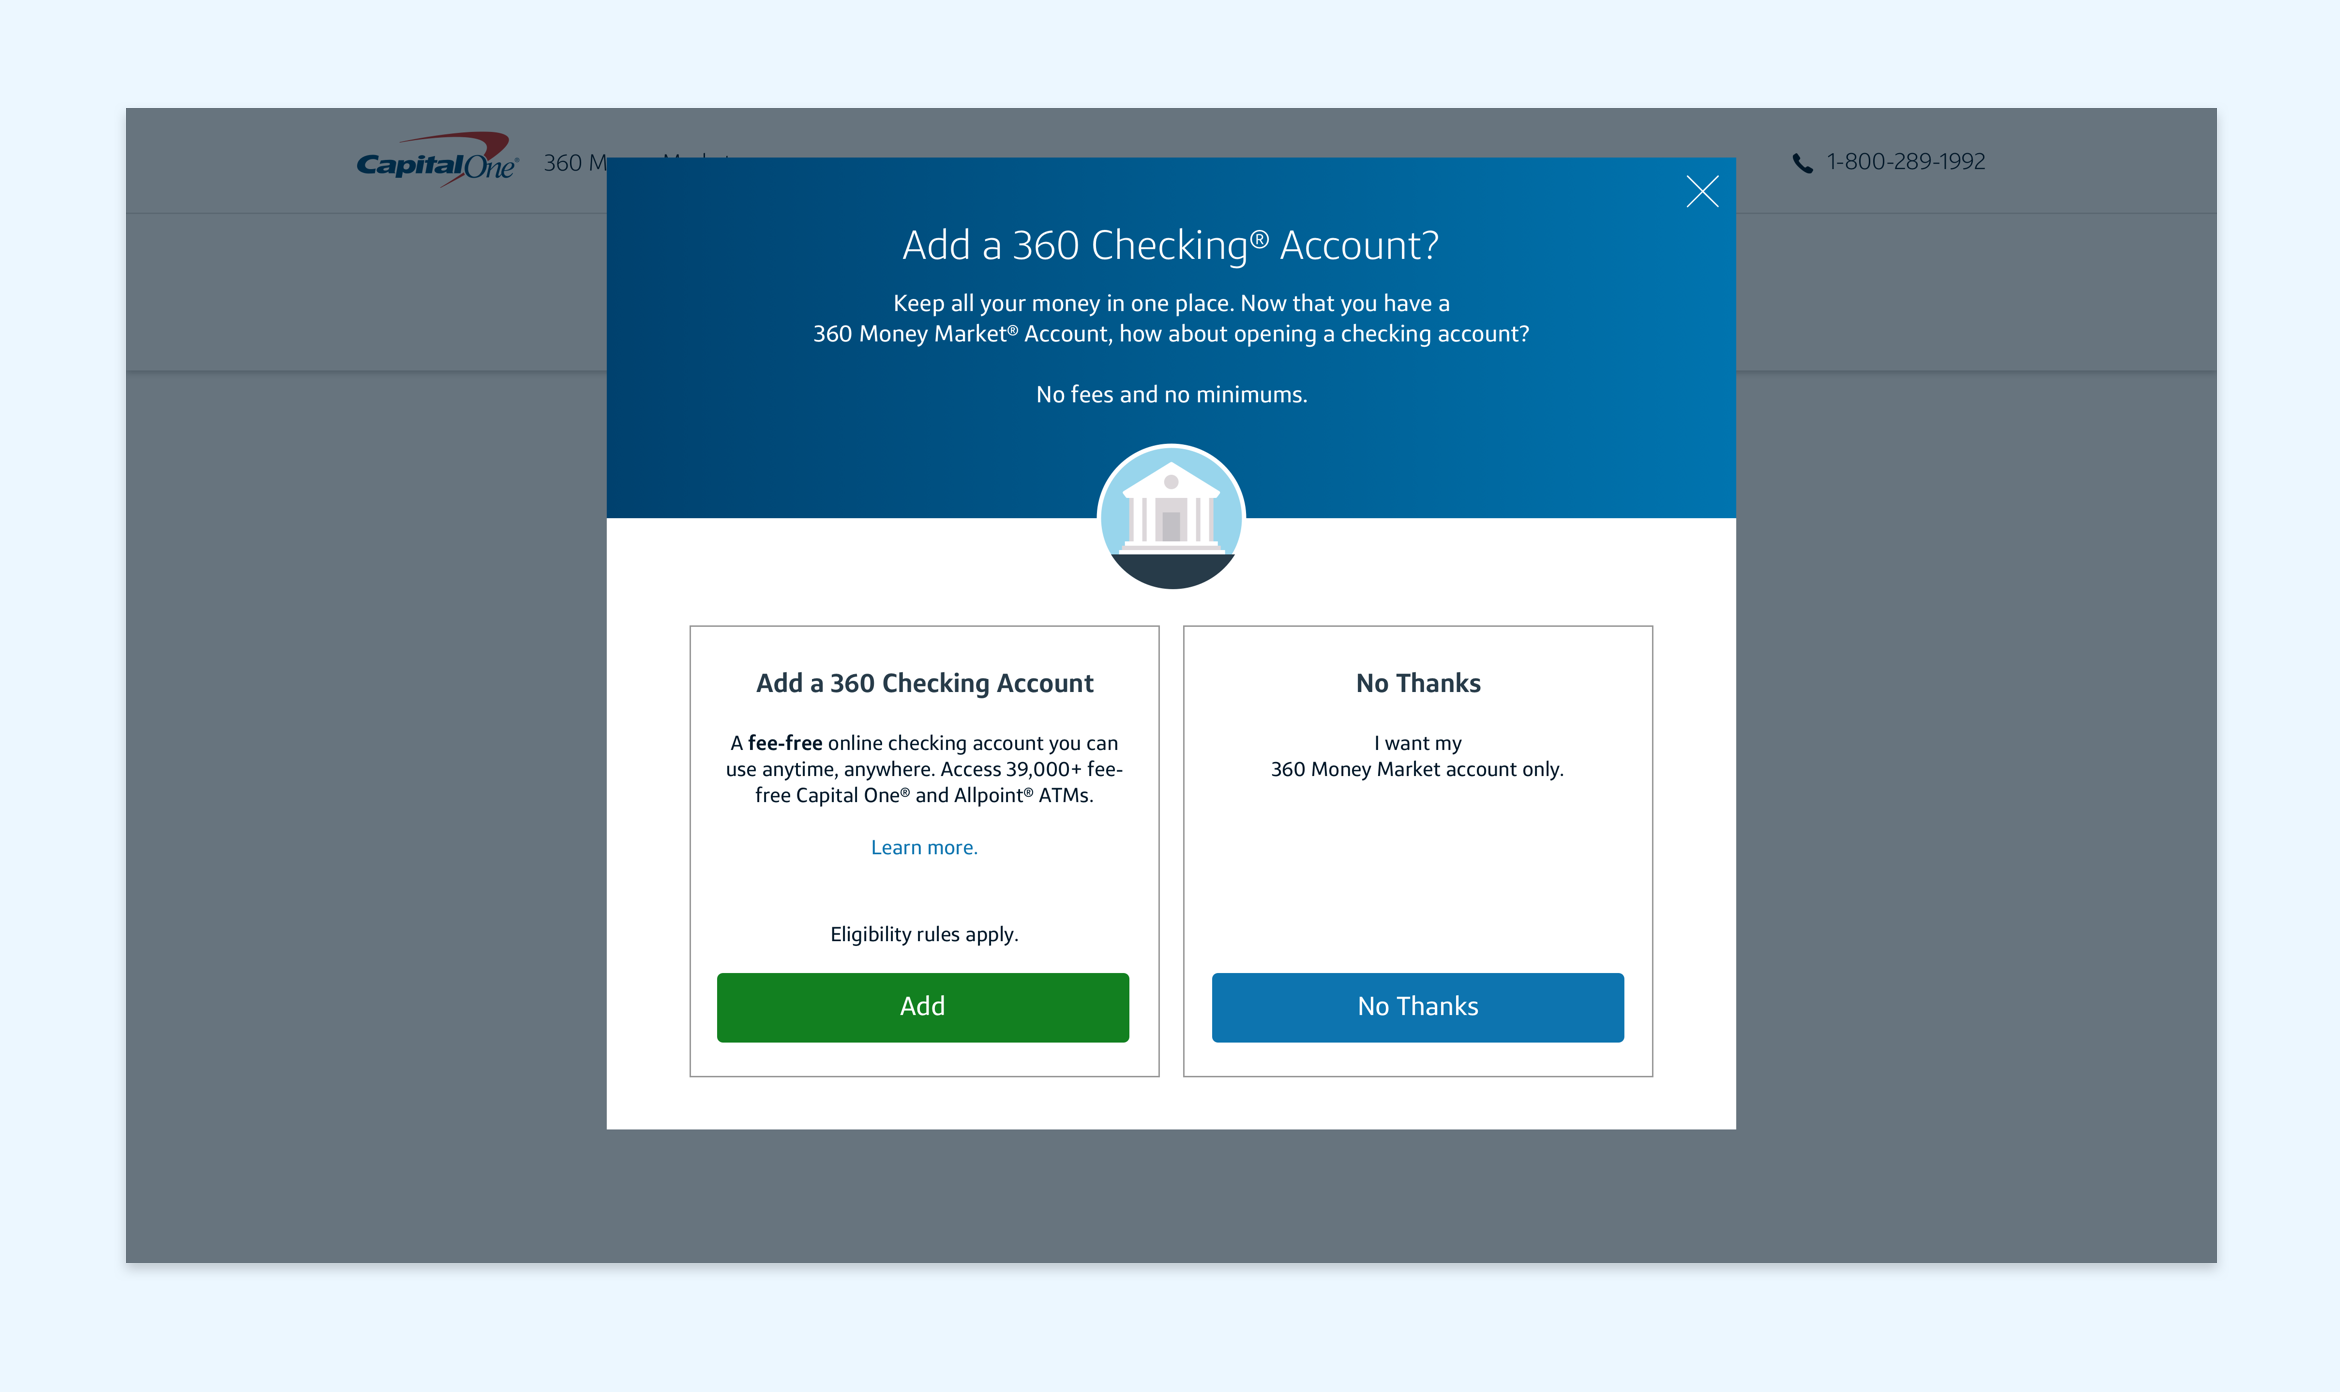 CapitalOne®
360
1-800-289-1992
Add a 360 Checking® Account?
Keep all your money in one place. Now that you have a
360 Money Market® Account, how about opening a checking account?
No fees and no minimums.
Add a 360 Checking Account
A fee-free online checking account you can
use anytime, anywhere. Access 39,000+ fee-
free Capital One® and Allpoint® ATMs.
Learn more.
Eligibility rules apply.
Add
No Thanks
I want my
360 Money Market account only.
No Thanks